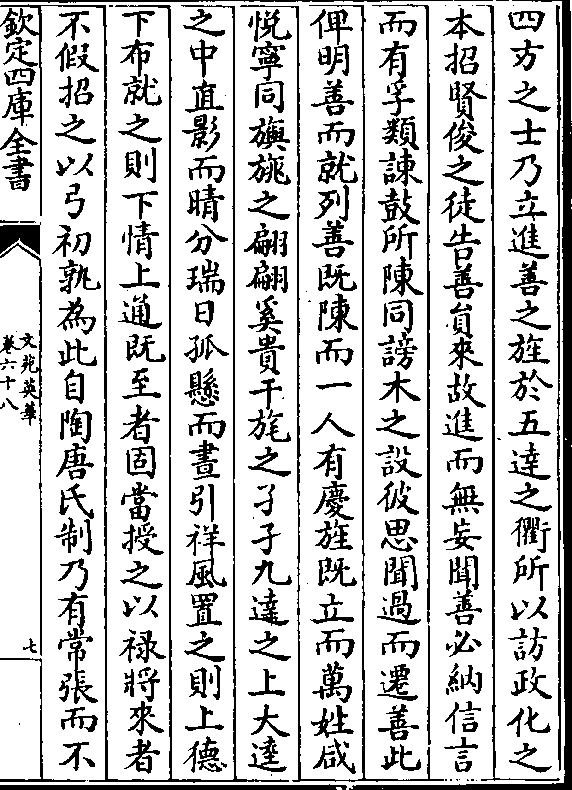 四方之士乃立進善之旌於五達之衢所以訪政化之
本招賢俊之徒告善貟來故進而無妄聞善必納信言
而有孚類諫鼓所陳同謗木之設彼思聞過而遷善此
俾明善而就列善既陳而一人有慶旌既立而萬姓咸
悦寧同旟旐之翩翩奚貴干旄之孑孑九達之上大逵
之中直影而晴分瑞日孤懸而晝引祥風置之則上德
下布就之則下情上通既至者固當授之以禄將來者
不假招之以弓初孰為此自陶唐氏制乃有常張而不
欽定四庫全書
文苑英華
卷六十八
七